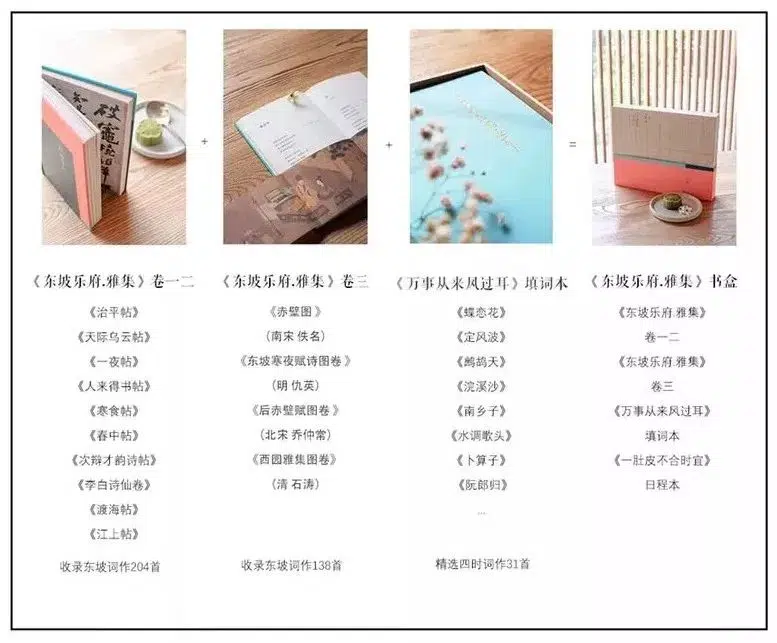 +
+
=
《东坡乐府.雅集》卷一二
《治平帖》
《天际乌云帖》
《一夜帖》
《人来得书帖》
《寒食帖》
《春中帖》
《次辩才韵诗帖》
《李白诗仙卷》
《渡海帖》
《江上帖》
收录东坡词作204首
《东坡乐府.雅集》卷三
《赤壁图 》
（南宋 佚名）
《东坡寒夜赋诗图卷 》
（明 仇英）
《后赤壁赋图卷 》
（北宋 乔仲常）
《西园雅集图卷》
（清 石涛）
收录东坡词作138首
《万事从来风过耳》填词本
《蝶恋花》
《定风波》
《鹧鸪天》
《浣溪沙》
《南乡子》
《水调歌头》
《卜算子》
《阮郎归》
...
精选四时词作31首
《东坡乐府.雅集》书盒
《东坡乐府.雅集》
卷一二
《东坡乐府.雅集》
卷三
《万事从来风过耳》
填词本
《一肚皮不合时宜》
日程本